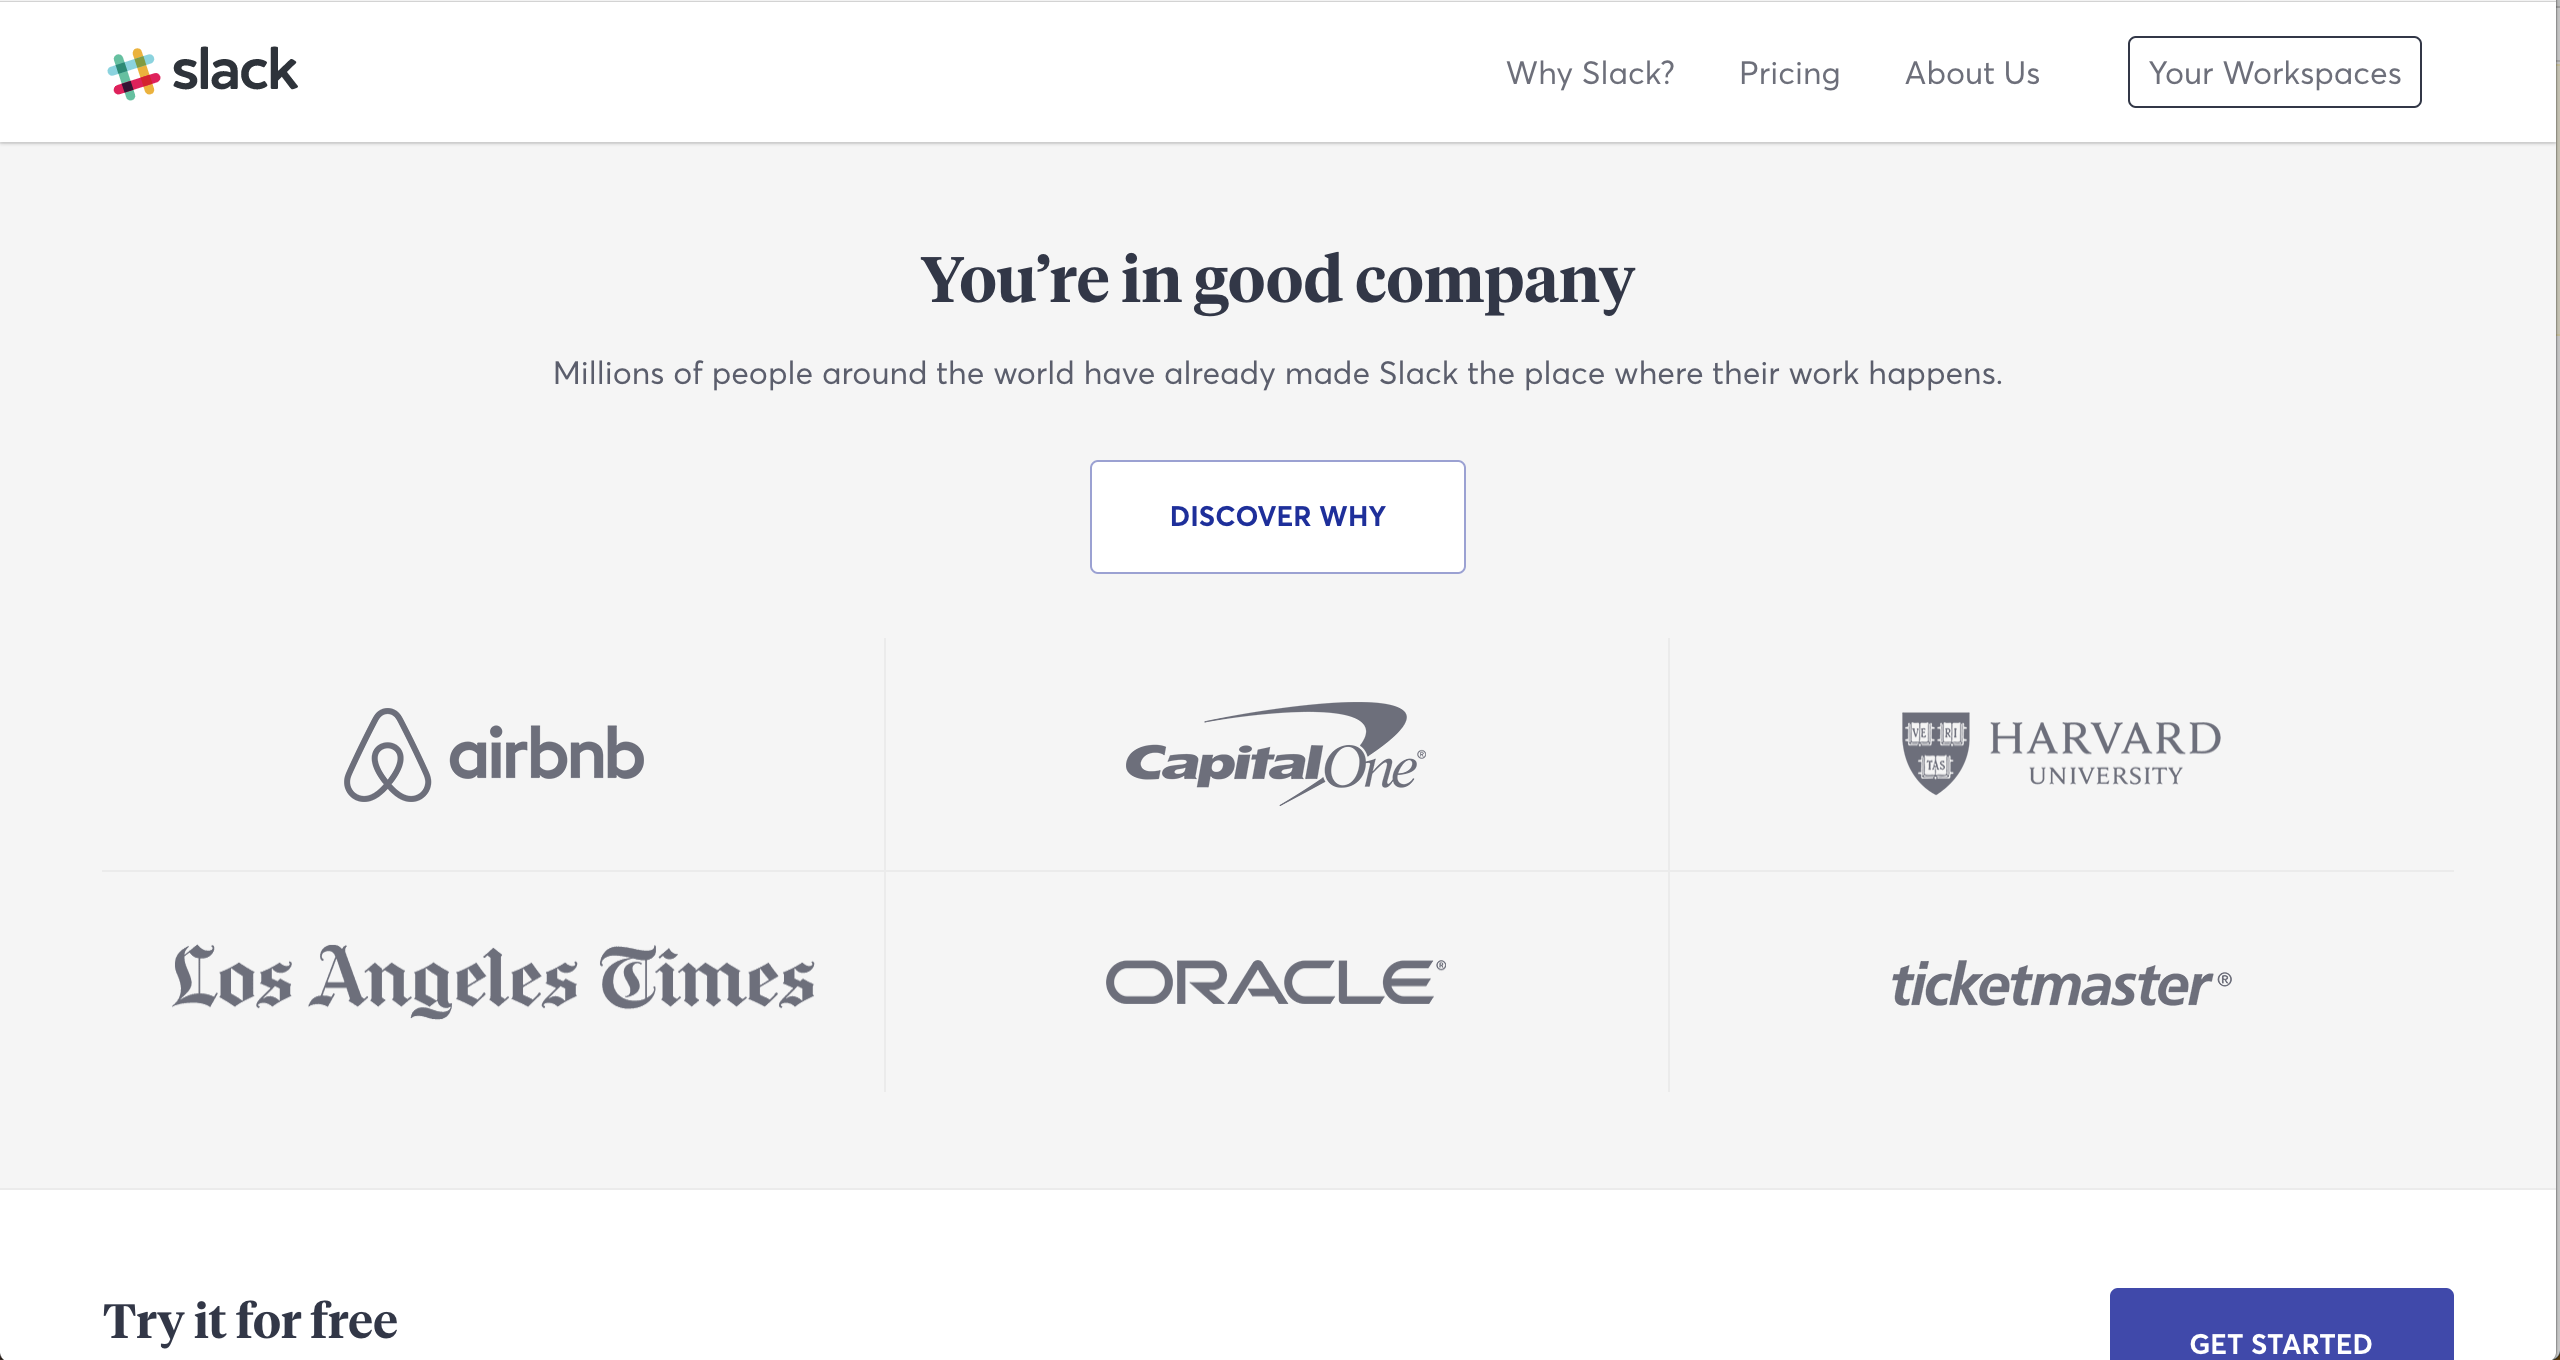 slack
Why Slack? Pricing About Us Your Workspaces
You’re in good company
Millions of people around the world have already made Slack the place where their work happens.
DISCOVER WHY
airbnb
CapitalOne®
VE RI TAS
HARVARD
UNIVERSITY
Los Angeles Times
ORACLE®
ticketmaster®
Try it for free
GET STARTED